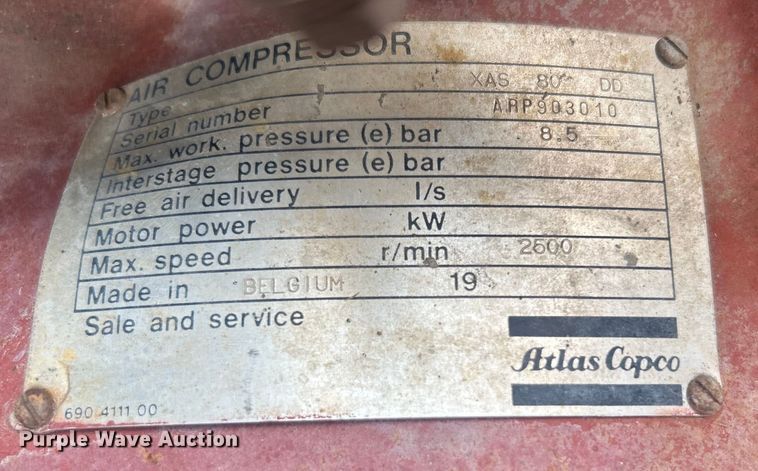 AIR COMPRESSOR
Type XAS 80 DD
Serial number ARP903010
Max. work. pressure (e) bar 8.5
Interstage pressure (e) bar
Free air delivery l/s
Motor power kW
Max. speed r/min 2500
Made in BELGIUM 19
Sale and service
Atlas Copco
690 4111 00
Purple Wave Auction